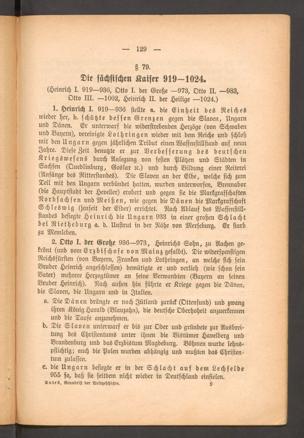 — 129 —
§ 79.
Die sächsischen Kaiser 919—1024.
(Heinrich I. 919—936, Otto I. der Große —973, Otto II. —983,
Otto III. —1002, Heinrich II. der Heilige —1024.)
1. Heinrich I. 919—936 stellte a. die Einheit des Reiches
wieder her, b. schützte dessen Grenzen gegen die Slaven, Ungarn
und Dänen. Er unterwarf die widerstrebenden Herzöge (von Schwaben
und Bayern), vereinigte Lothringen wieder mit dem Reiche und schloß
mit den Ungarn gegen jährlichen Tribut einen Waffenstillstand auf neun
Jahre. Diese Zeit benutzte er zur Verbesserung des deutschen
Kriegswesens durch Anlegung von festen Plätzen und Städten in
Sachsen (Quedlinburg, Goslar u.) und durch Bildung einer Reiterei
(Anfänge des Rittertums). Die Slaven an der Elbe, welche sich zum
Teil mit den Ungarn verbündet hatten, wurden unterworfen, Brennabor
(die Hauptstadt der Heveller) erobert und gegen sie die Markgrafschaften
Nordsachsen und Meißen, wie gegen die Dänen die Markgrafschaft
Schleswig (jenseit der Eider) errichtet. Nach Ablauf des Waffenstill-
standes besiegte Heinrich die Ungarn 933 in einer großen Schlacht
bei Rietheburg a. d. Unstrut in der Nähe von Merseburg. Er starb
zu Memleben.
2. Otto I. der Große 936—973, Heinrichs Sohn, zu Aachen ge-
krönt (und vom Erzbischofe von Mainz gesalbt). Die widerspenstigen
Reichsfürsten (von Bayern, Franken und Lothringen, an welche sich sein
Bruder Heinrich angeschlossen) demütigte er und verlieh (wie schon sein
Vater) mehrere Herzogtümer an seine Verwandten (Bayern an seinen
Bruder Heinrich). Nach außen hin führte er Kriege gegen die Dänen,
die Slaven, die Ungarn und in Italien.
a. Die Dänen drängte er nach Jütland zurück (Ottensund) und zwang
ihren König Harald (Blauzahn), die deutsche Oberhoheit anzuerkennen
und die Taufe anzunehmen.
b. Die Slaven unterwarf er bis zur Oder und gründete zur Ausbrei-
tung des Christentums unter ihnen die Bistümer Havelberg und
Brandenburg und das Erzbistum Magdeburg. Böhmen wurde lehns-
pflichtig; auch die Polen wurden abhängig und mußten das Christen-
tum zulassen.
c. die Ungarn besiegte er in der Schlacht auf dem Lechfelde
955 so, daß sie seitdem nicht wieder in Deutschland einfielen.
Grundriß der Weltgeschichte. 9